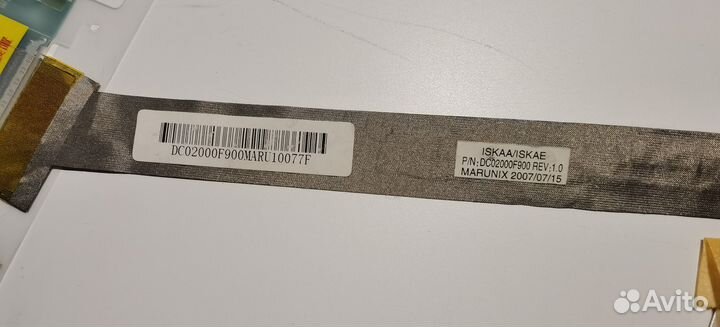 DC02000F900MARU10077F
ISKAA/ISKAE
P/N:DC02000F900 REV:1.0
MARUNIX 2007/07/15
Avito